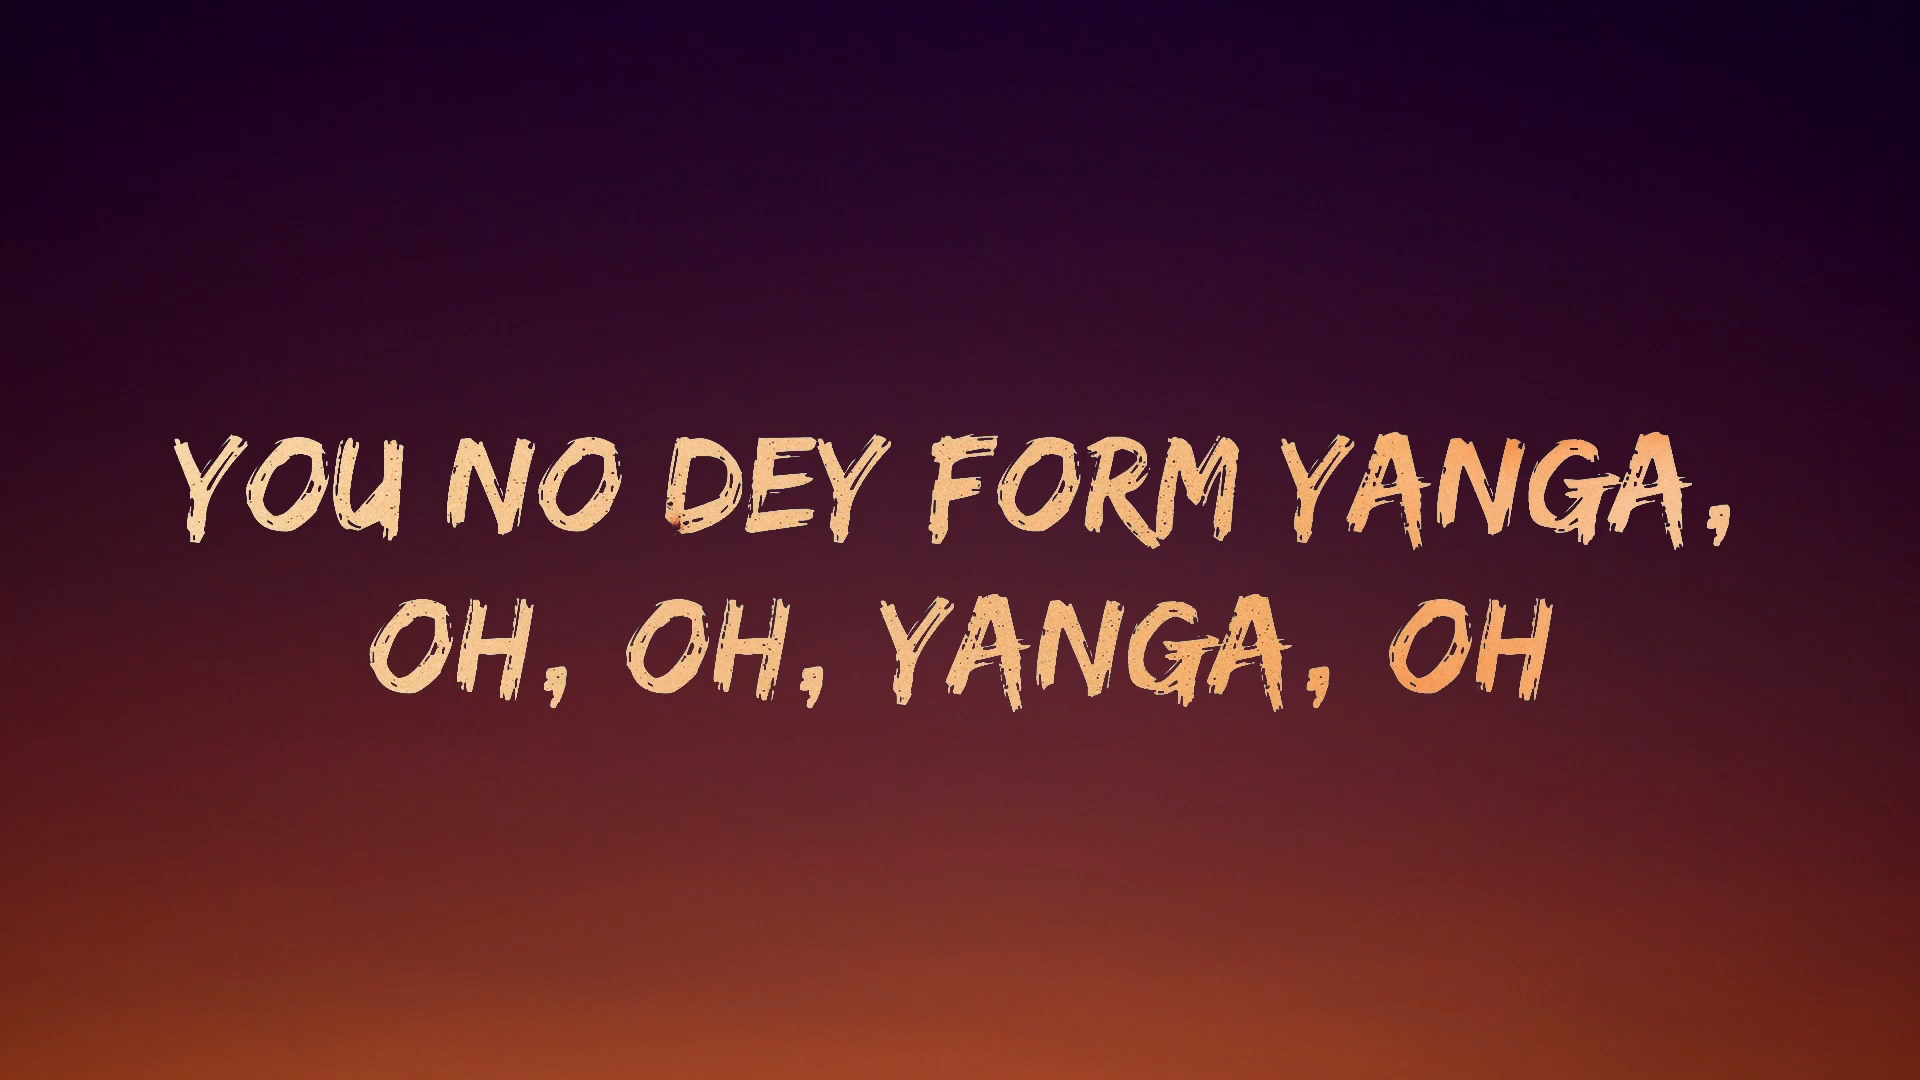 YOU NO DEY FORM YANGA,
OH, OH, YANGA, OH